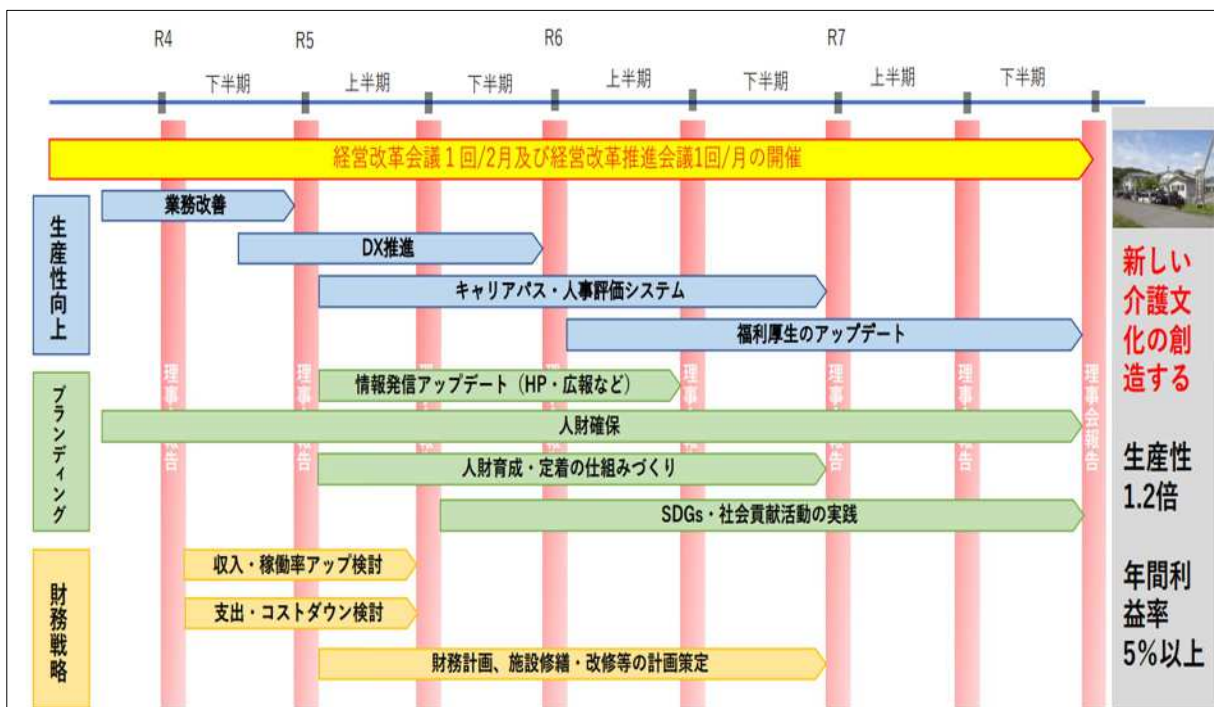 R4
R5
R6
R7
下半期
上半期
下半期
上半期
下半期
上半期
下半期
経営改革会議1回/2月及び経営改革推進会議1回/月の開催
生産性向上
業務改善
DX推進
キャリアパス・人事評価システム
福利厚生のアップデート
ブランディング
情報発信アップデート(HP・広報など)
人財確保
人財育成・定着の仕組みづくり
SDGs・社会貢献活動の実践
財務戦略
収入・稼働率アップ検討
支出・コストダウン検討
財務計画、施設修繕・改修等の計画策定
理事会報告
新しい
介護文
化の創
造する
生産性
1.2倍
年間利
益率
5%以上